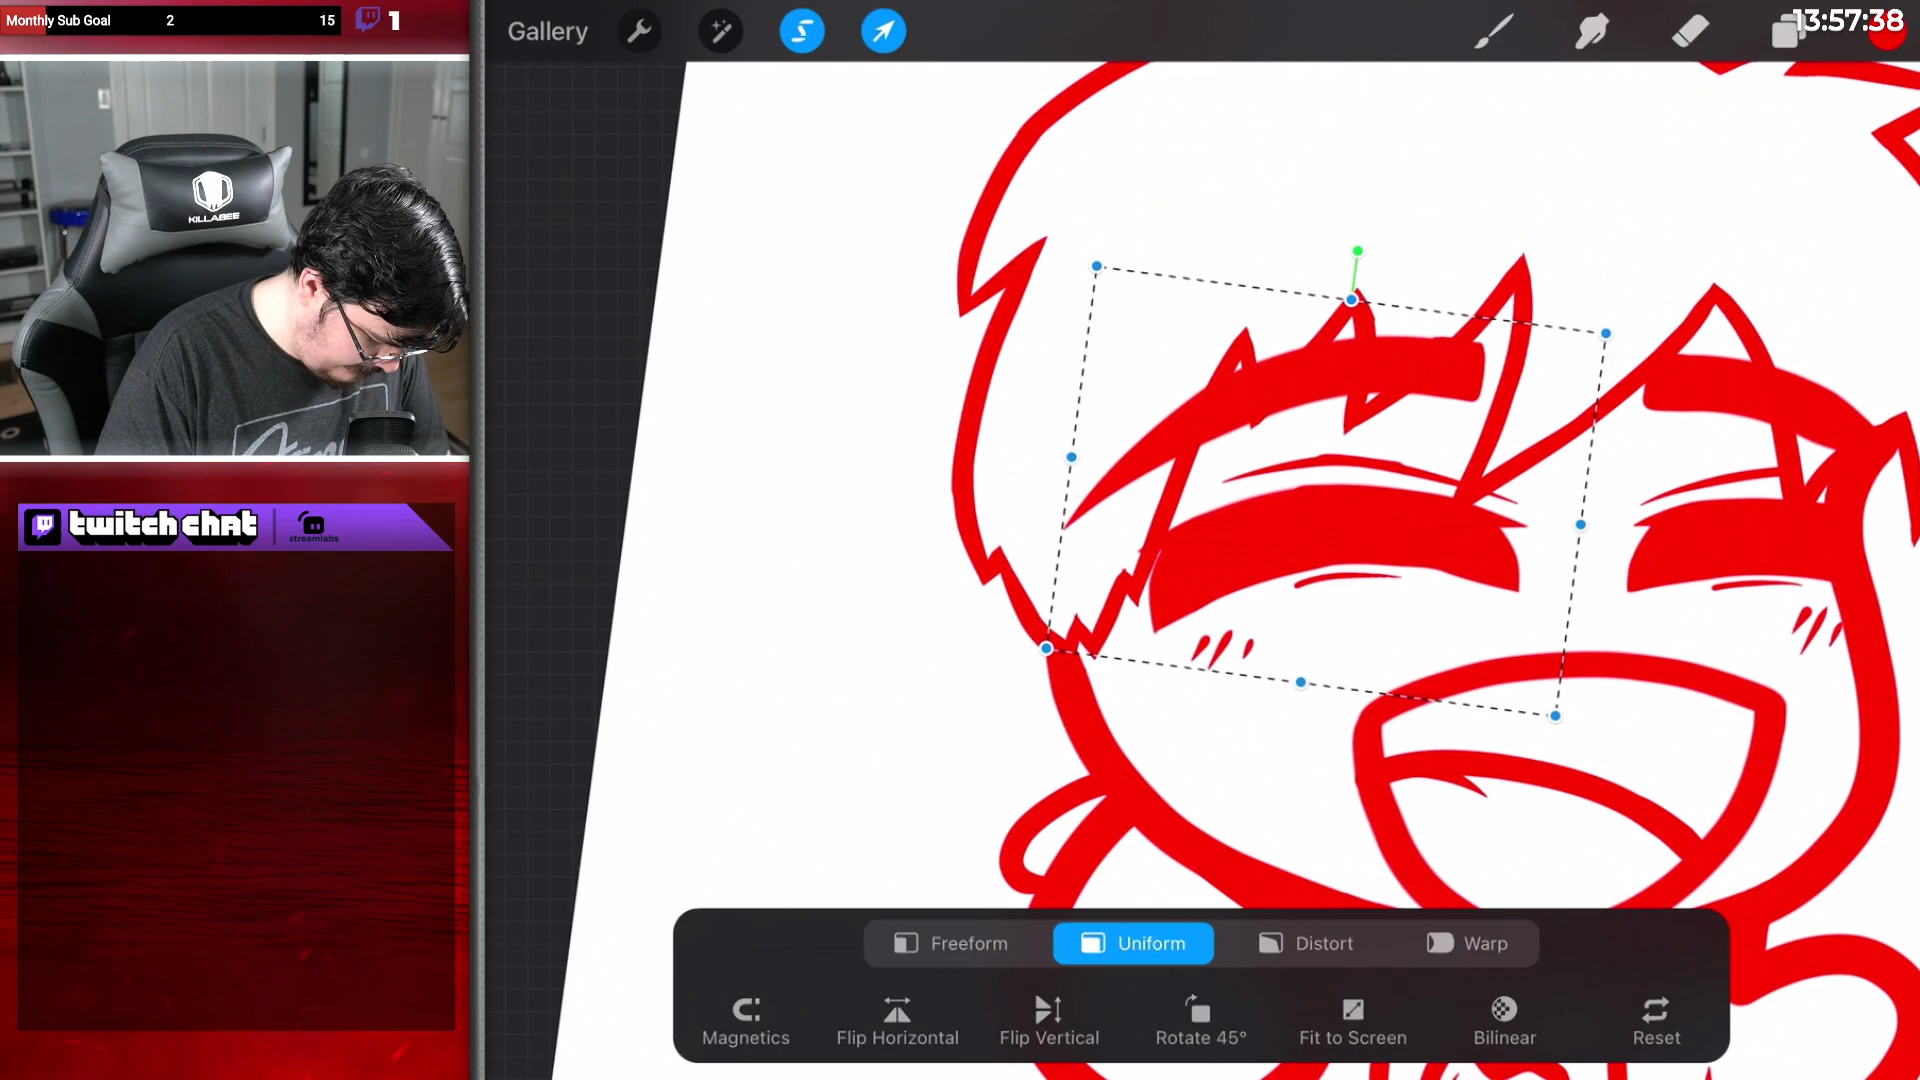 Monthly Sub Goal 2 15
1
Gallery
13:57:38
KILLABEE
twitch chat
streamlabs
Freeform
Uniform
Distort
Warp
Magnetics
Flip Horizontal
Flip Vertical
Rotate 45°
Fit to Screen
Bilinear
Reset